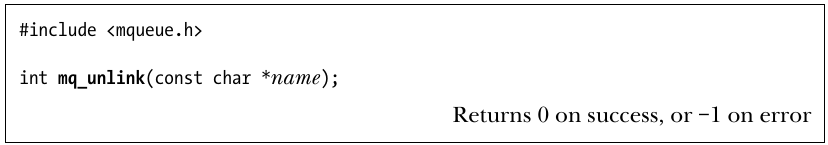 #include <mqueue.h>
int mq_unlink(const char *name);
Returns 0 on success, or –1 on error